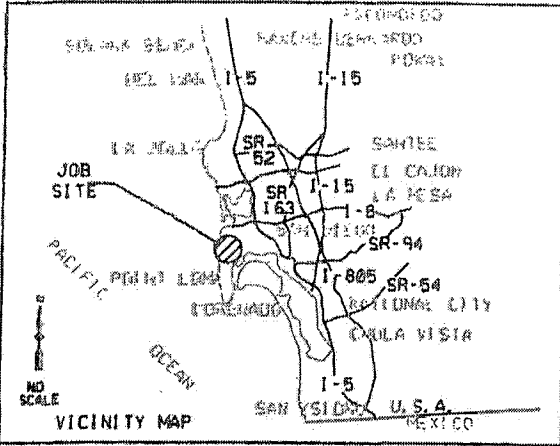 ESCONDIDO
SOLANA BEACH
RANCHO BERNARDO
POWAY
DEL MAR
I-5
I-15
LA JOLLA
SR 52
SANTEE
EL CAJON
JOB SITE
SR 163
I-15
LA MESA
I-8
SAN DIEGO
SR-94
PACIFIC
POINT LOMA
I-805
SR-54
CORONADO
NATIONAL CITY
CHULA VISTA
NO SCALE
OCEAN
I-5
SAN YSIDRO
U.S.A.
MEXICO
VICINITY MAP